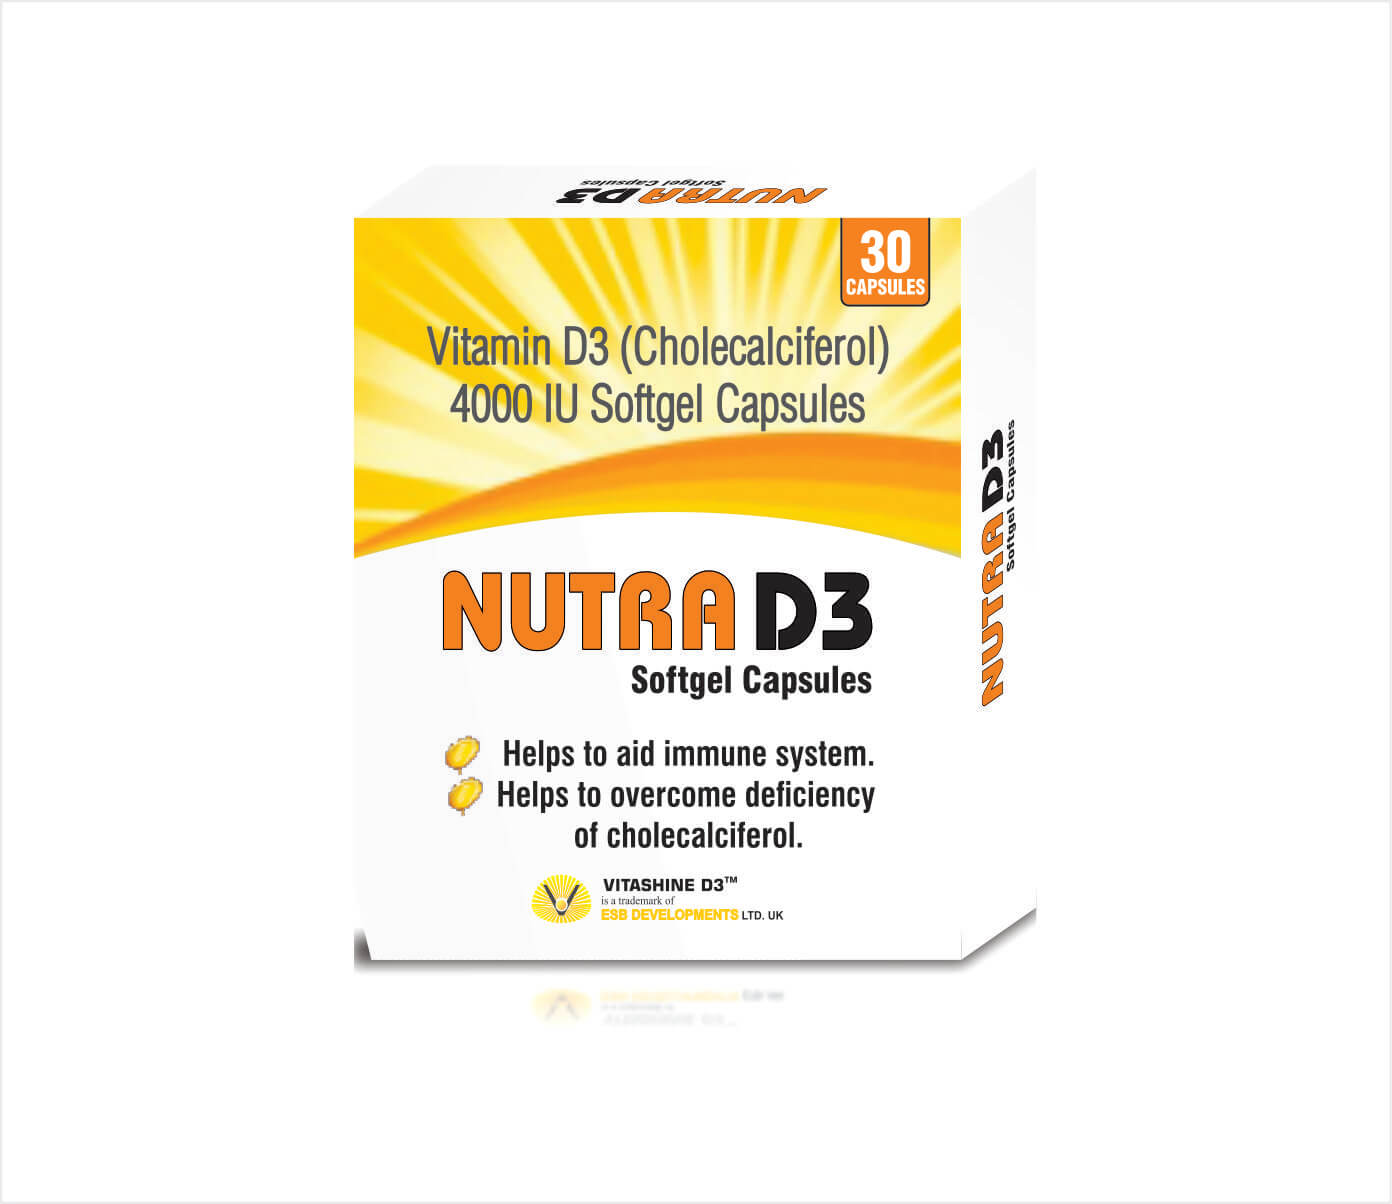 NUTRA D3
Softgel Capsules
30
CAPSULES
Vitamin D3 (Cholecalciferol)
4000 IU Softgel Capsules
NUTRA D3
Softgel Capsules
Helps to aid immune system.
Helps to overcome deficiency
of cholecalciferol.
VITASHINE D3™
is a trademark of
ESB DEVELOPMENTS LTD. UK
NUTRA D3
Softgel Capsules